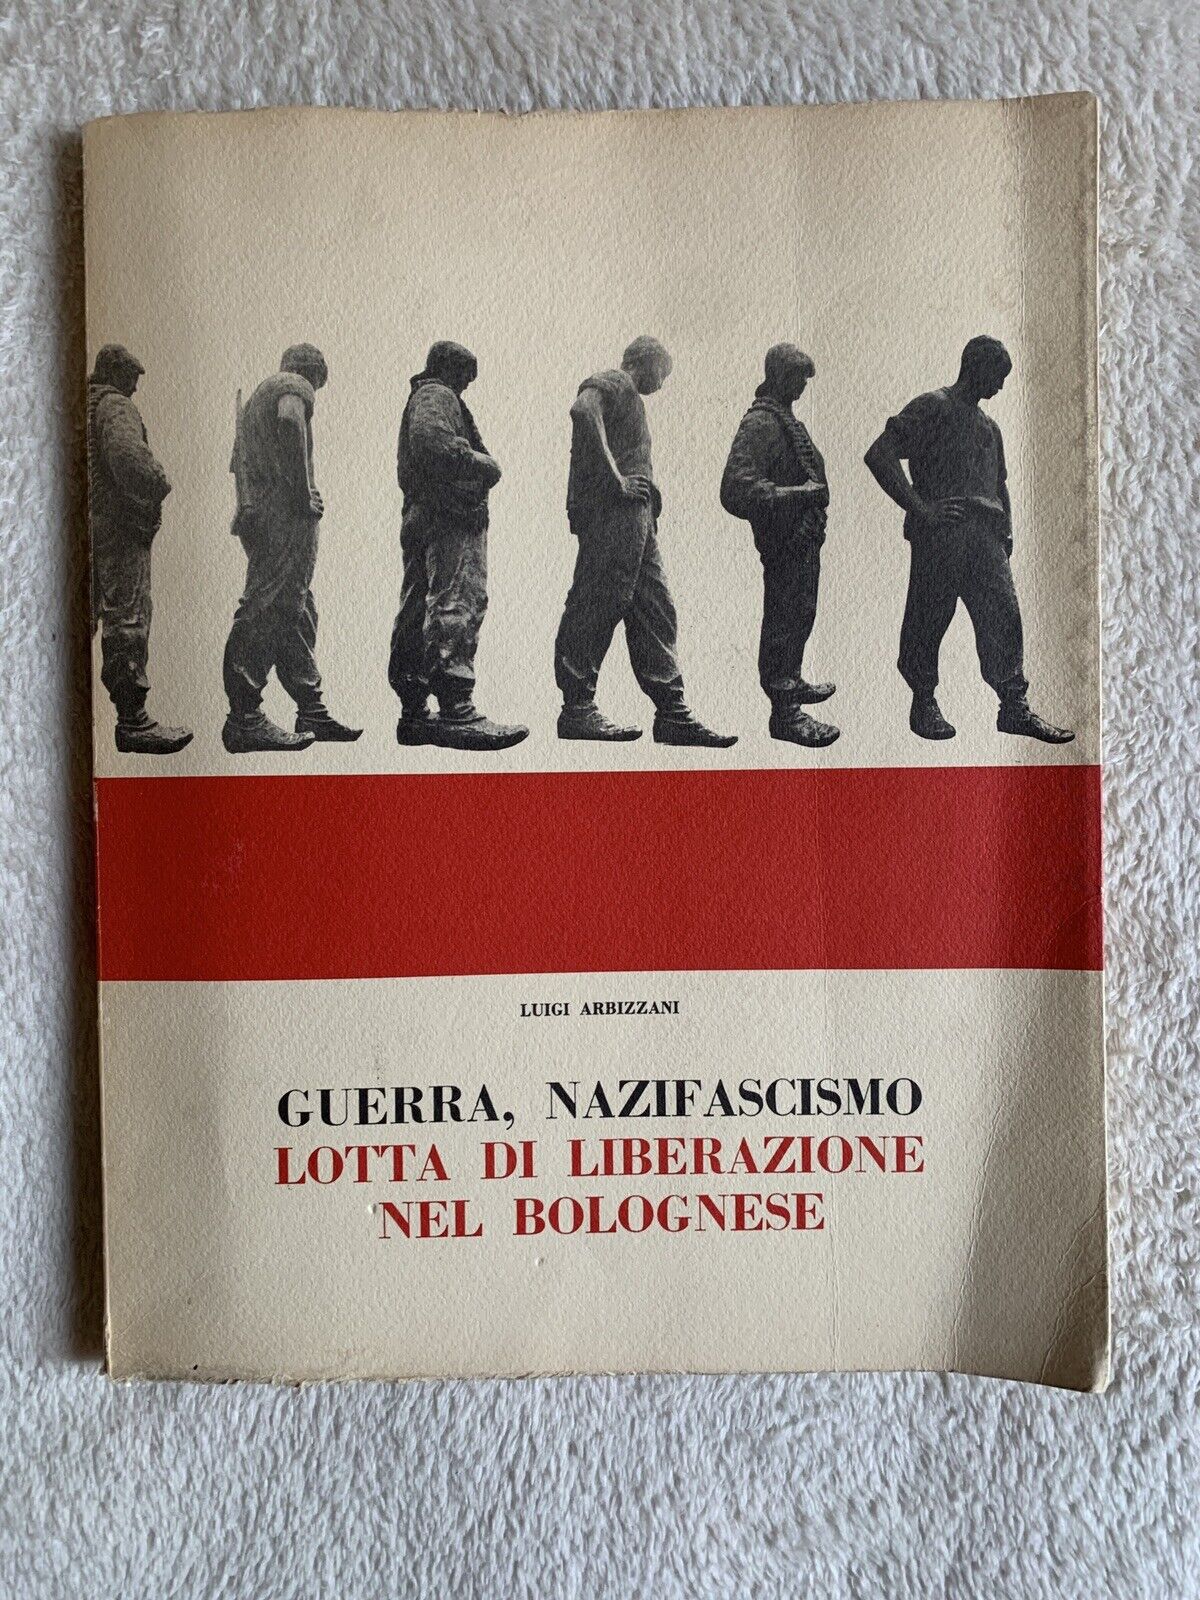 LUIGI ARBIZZANI
GUERRA, NAZIFASCISMO
LOTTA DI LIBERAZIONE
NEL BOLOGNESE